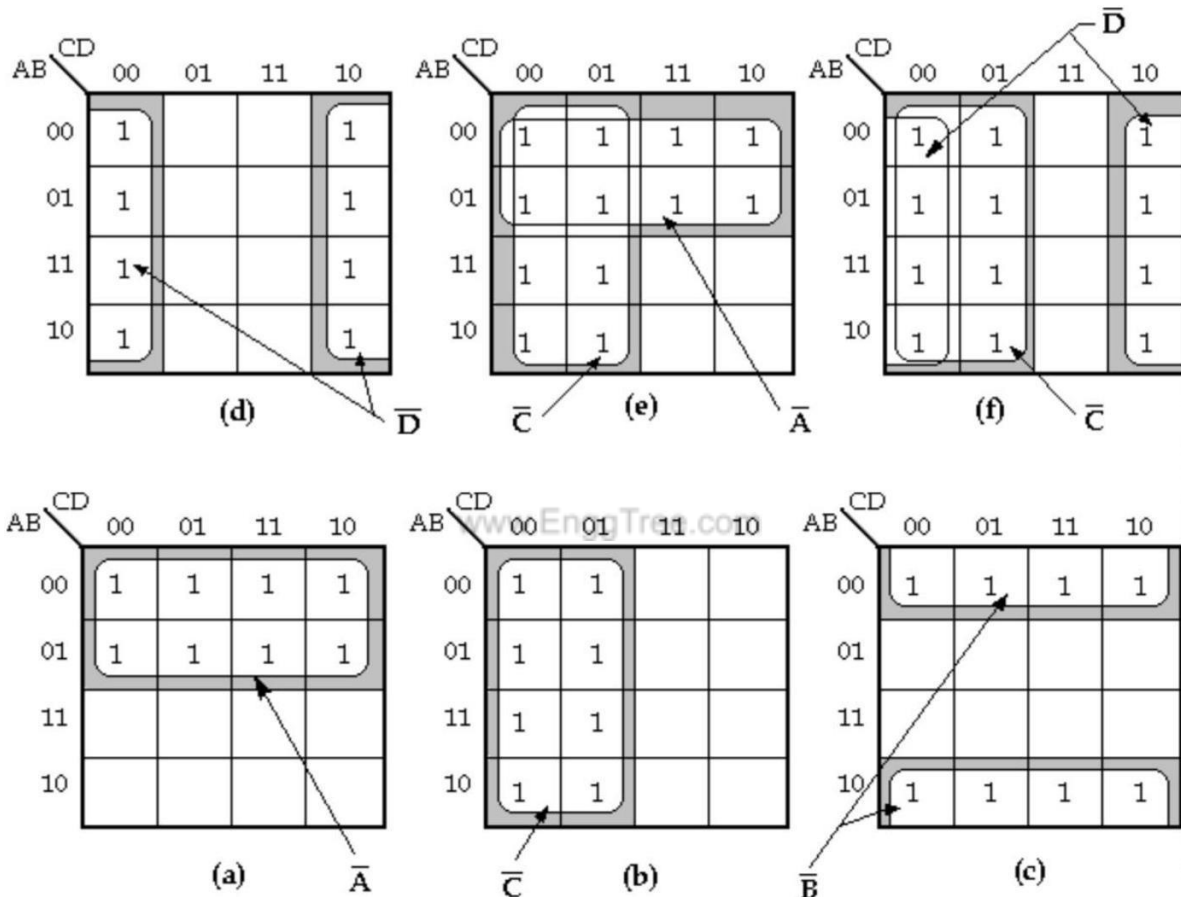 D̅
CD CD CD
AB 00 01 11 10 AB 00 01 11 10 AB 00 01 11 10
00 1 1 00 1 1 1 1 00 1 1 1
01 1 1 01 1 1 1 1 01 1 1 1
11 1 1 11 1 1 11 1 1 1
10 1 1 10 1 1 10 1 1 1
(d) D̅ C̅ (e) A̅ (f) C̅
CD CD CD
www.EnggTree.com
AB 00 01 11 10 AB 00 01 11 10 AB 00 01 11 10
00 1 1 1 1 00 1 1 00 1 1 1 1
01 1 1 1 1 01 1 1 01
11 11 1 1 11
10 10 1 1 10 1 1 1 1
(a) A̅ C̅ (b) B̅ (c)